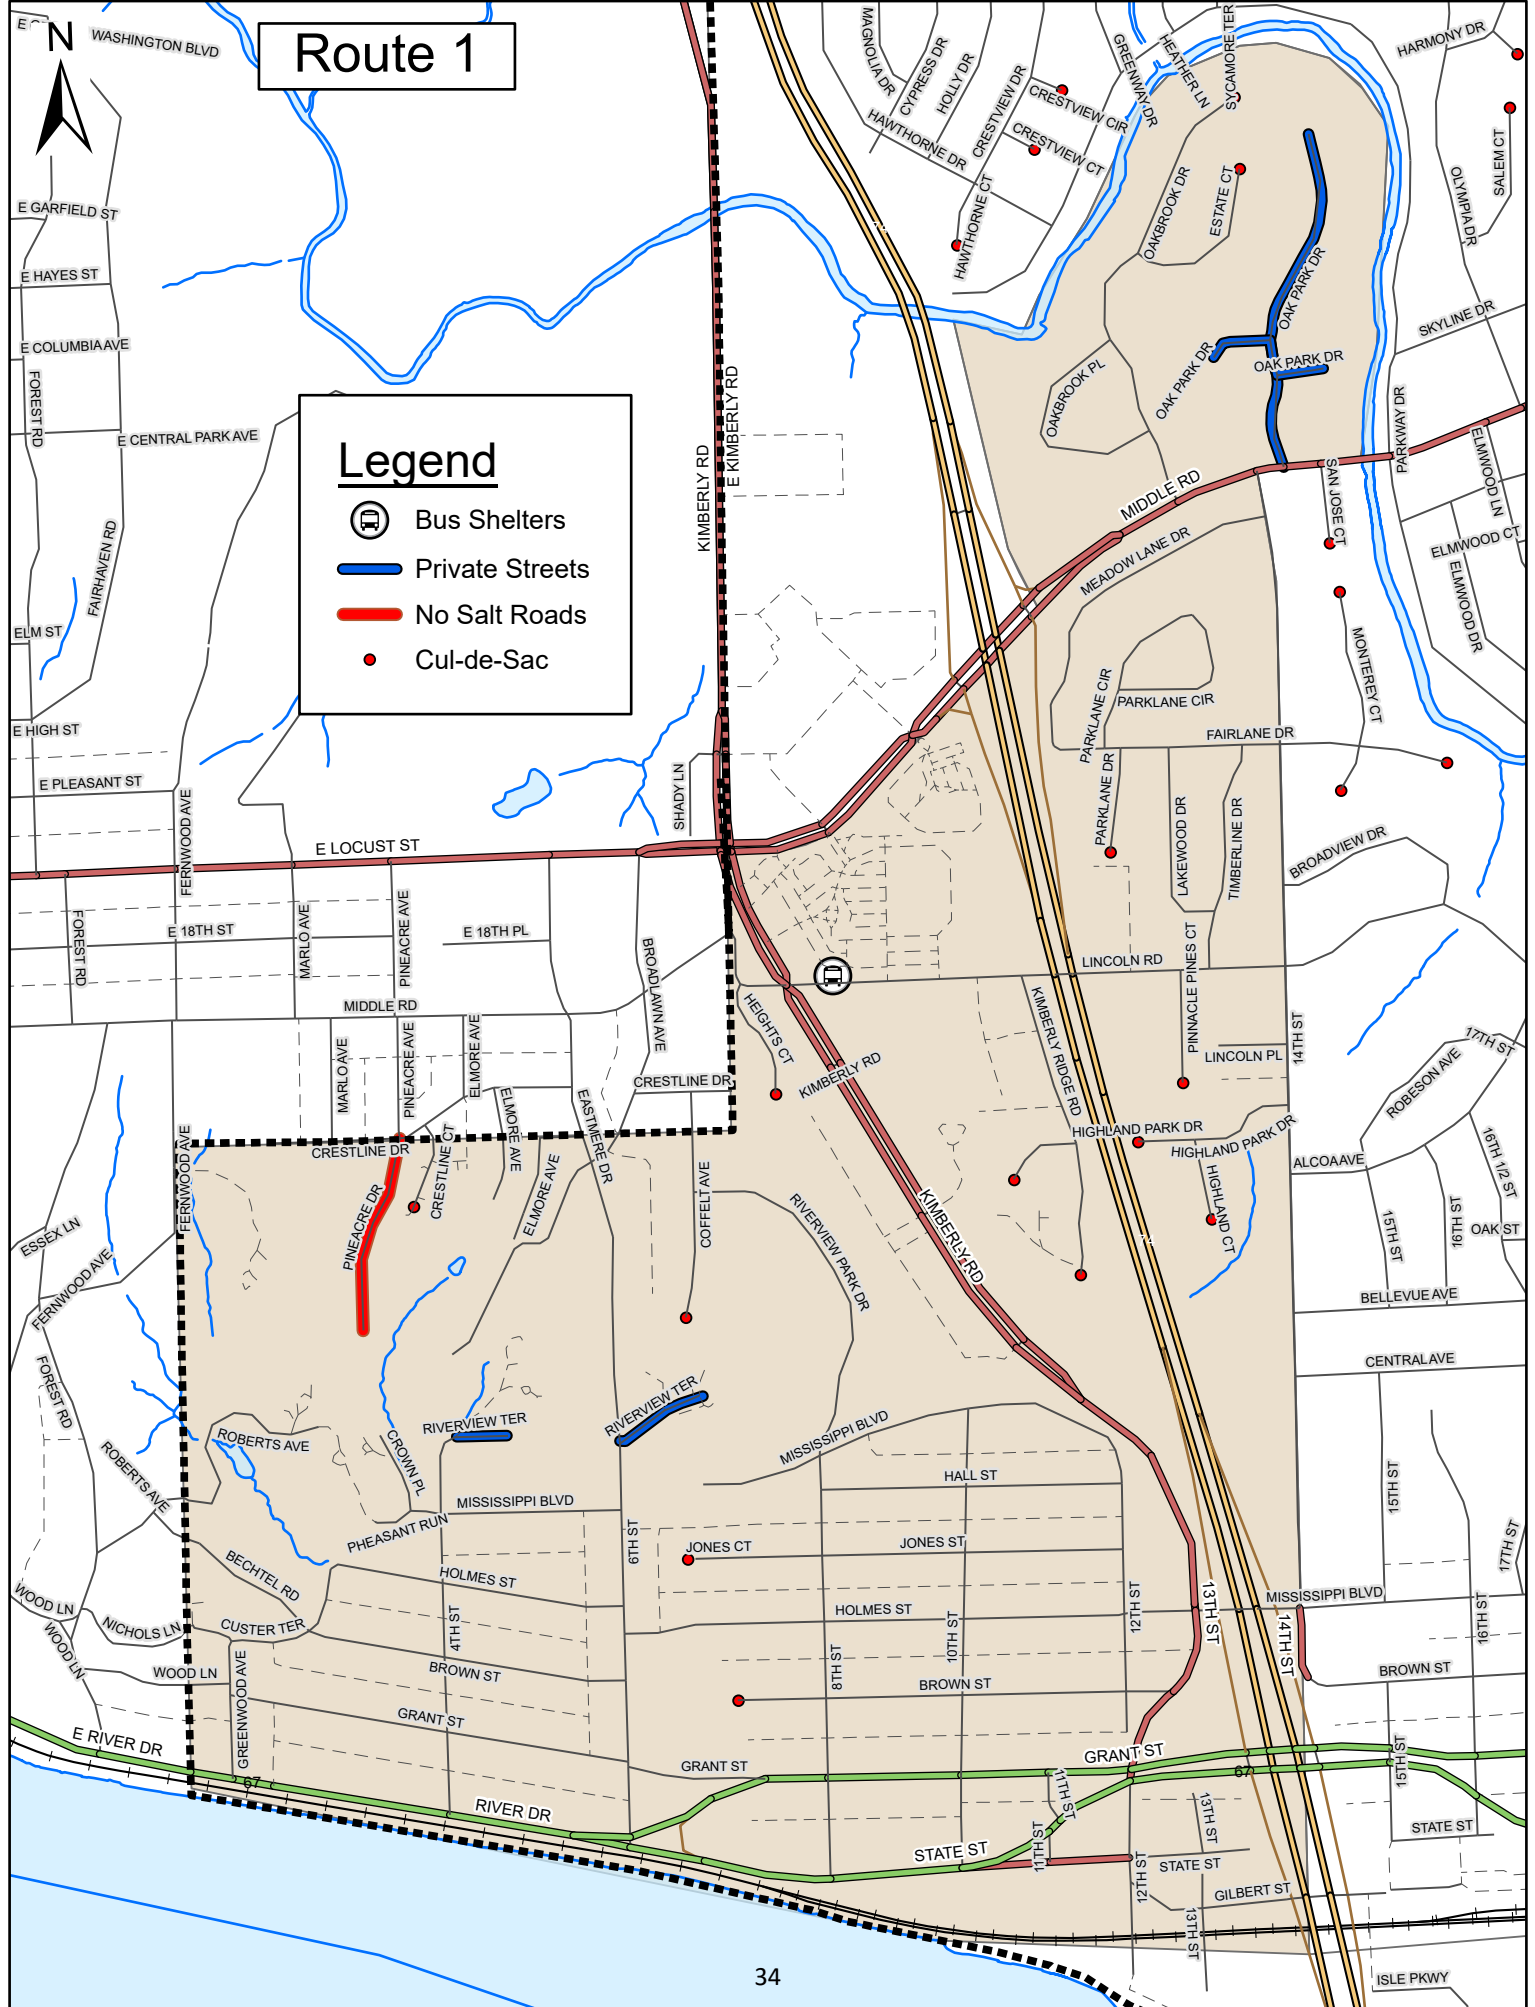 Route 1
N
WASHINGTON BLVD
E GARFIELD ST
E HAYES ST
E COLUMBIA AVE
FOREST RD
E CENTRAL PARK AVE
FAIRHAVEN RD
ELM ST
E HIGH ST
E PLEASANT ST
FERNWOOD AVE
Legend
Bus Shelters
Private Streets
No Salt Roads
Cul-de-Sac
KIMBERLY RD
E KIMBERLY RD
MAGNOLIA DR
CYPRESS DR
HOLLY DR
HAWTHORNE DR
CRESTVIEW DR
CRESTVIEW CIR
CRESTVIEW CT
HAWTHORNE CT
GREENWAY DR
HEATHER LN
SYCAMORE TER
OAKBROOK DR
ESTATE CT
OAK PARK DR
OAK PARK DR
OAK PARK DR
OAKBROOK PL
HARMONY DR
SALEM CT
OLYMPIA DR
SKYLINE DR
PARKWAY DR
ELMWOOD LN
ELMWOOD CT
ELMWOOD DR
SAN JOSE CT
MONTEREY CT
MIDDLE RD
MEADOW LANE DR
PARKLANE CIR
PARKLANE CIR
FAIRLANE DR
PARKLANE DR
LAKEWOOD DR
TIMBERLINE DR
BROADVIEW DR
SHADY LN
E LOCUST ST
FOREST RD
E 18TH ST
MARLO AVE
PINEACRE AVE
E 18TH PL
BROADLAWN AVE
MIDDLE RD
MARLO AVE
PINEACRE AVE
ELMORE AVE
CRESTLINE DR
HEIGHTS CT
KIMBERLY RD
LINCOLN RD
KIMBERLY RIDGE RD
PINNACLE PINES CT
LINCOLN PL
14TH ST
17TH ST
ROBESON AVE
16TH 1/2 ST
HIGHLAND PARK DR
HIGHLAND PARK DR
HIGHLAND CT
ALCOA AVE
15TH ST
16TH ST
OAK ST
BELLEVUE AVE
CENTRAL AVE
FERNWOOD AVE
CRESTLINE DR
CRESTLINE CT
PINEACRE DR
ELMORE AVE
ELMORE AVE
EASTMERE DR
COFFELT AVE
RIVERVIEW PARK DR
KIMBERLY RD
ESSEX LN
FERNWOOD AVE
FOREST RD
ROBERTS AVE
ROBERTS AVE
CROWN PL
RIVERVIEW TER
RIVERVIEW TER
MISSISSIPPI BLVD
MISSISSIPPI BLVD
PHEASANT RUN
HALL ST
JONES CT
JONES ST
6TH ST
15TH ST
17TH ST
BECHTEL RD
HOLMES ST
HOLMES ST
WOOD LN
NICHOLS LN
CUSTER TER
WOOD LN
WOOD LN
4TH ST
8TH ST
10TH ST
12TH ST
13TH ST
MISSISSIPPI BLVD
14TH ST
16TH ST
BROWN ST
BROWN ST
BROWN ST
GREENWOOD AVE
GRANT ST
GRANT ST
GRANT ST
E RIVER DR
67
RIVER DR
67
STATE ST
11TH ST
11TH ST
12TH ST
13TH ST
13TH ST
STATE ST
15TH ST
STATE ST
GILBERT ST
ISLE PKWY
34